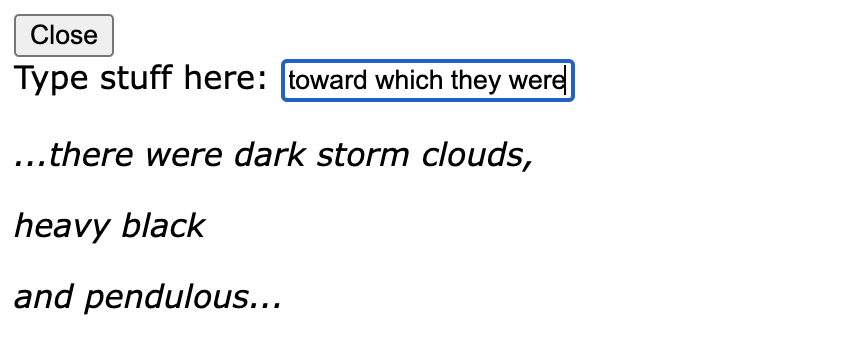 Close
Type stuff here: toward which they were
...there were dark storm clouds,
heavy black
and pendulous...